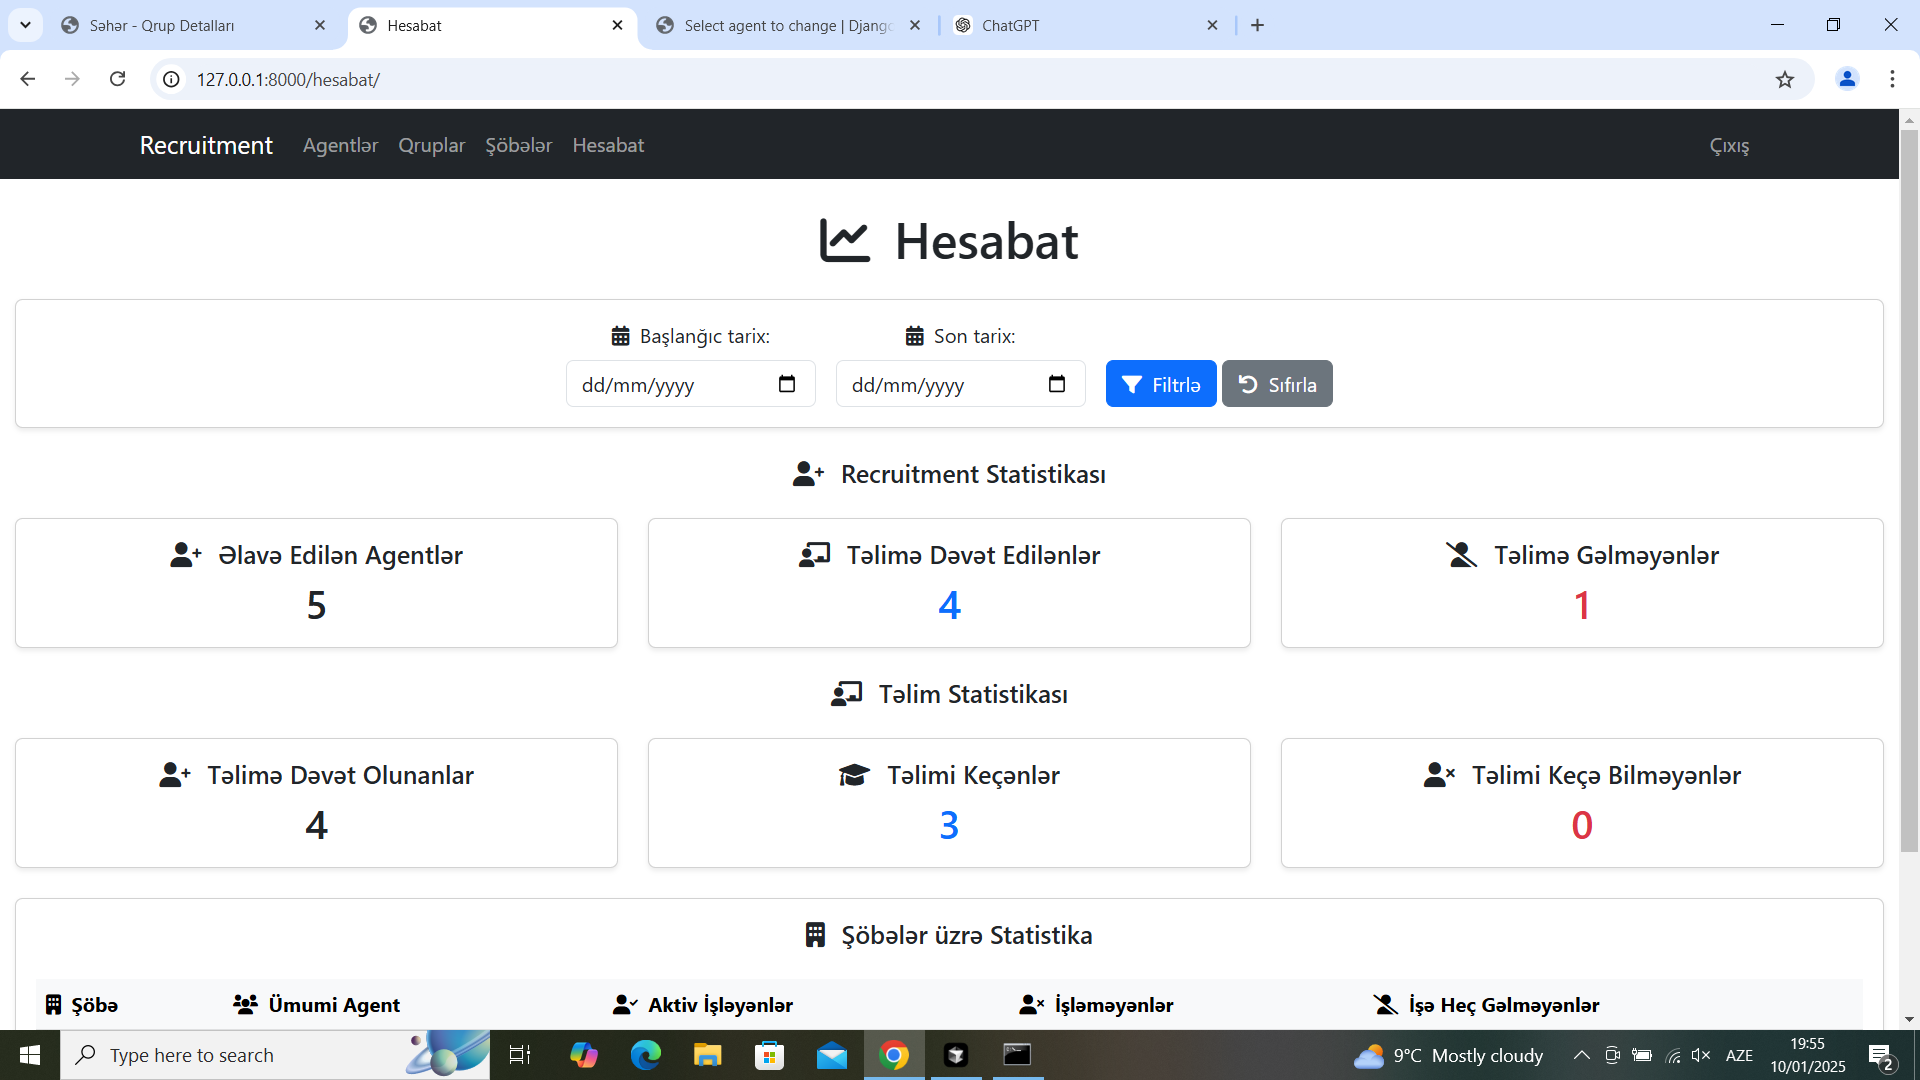 Səhər - Qrup Detalları
Hesabat
Select agent to change | Djang
ChatGPT
127.0.0.1:8000/hesabat/
Recruitment Agentlər Qruplar Şöbələr Hesabat Çıxış
Hesabat
Başlanğıc tarix: Son tarix:
dd/mm/yyyy dd/mm/yyyy Filtrlə Sıfırla
Recruitment Statistikası
Əlavə Edilən Agentlər Təlimə Dəvət Edilənlər Təlimə Gəlməyənlər
5 4 1
Təlim Statistikası
Təlimə Dəvət Olunanlar Təlimi Keçənlər Təlimi Keçə Bilməyənlər
4 3 0
Şöbələr üzrə Statistika
Şöbə Ümumi Agent Aktiv İşləyənlər İşləməyənlər İşə Heç Gəlməyənlər
Type here to search
9°C Mostly cloudy
AZE
19:55
10/01/2025
2